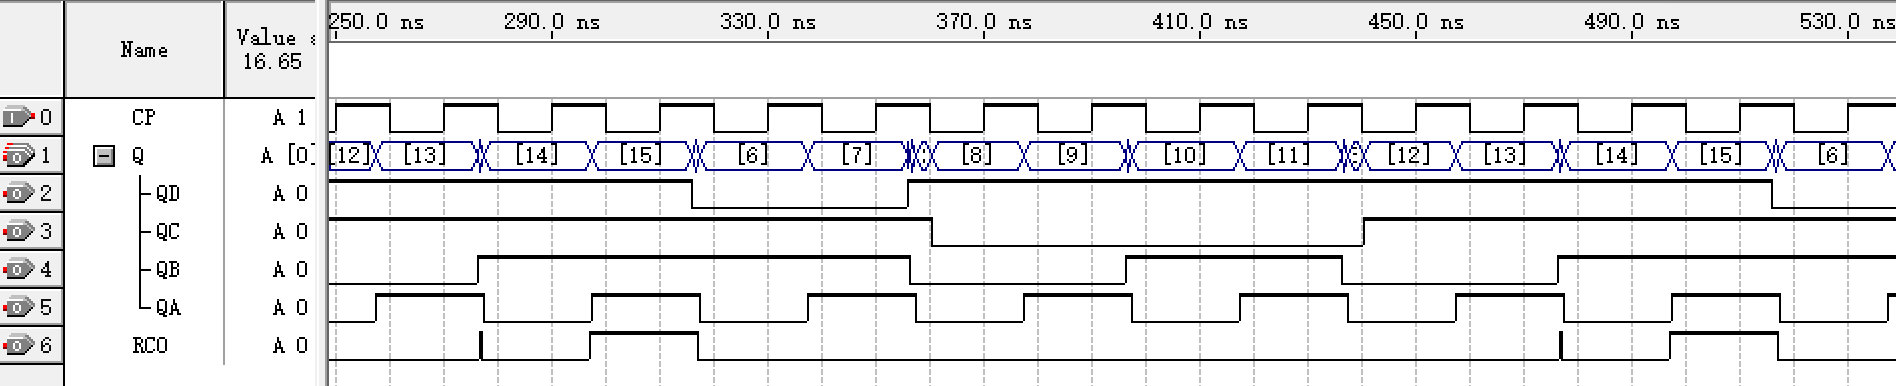 250.0 ns 290.0 ns 330.0 ns 370.0 ns 410.0 ns 450.0 ns 490.0 ns 530.0 ns
Name
Value
16.65
0 CP A 1
1 Q A [0] [12] [13] [14] [15] [6] [7] [8] [9] [10] [11] [12] [13] [14] [15] [6]
2 QD A 0
3 QC A 0
4 QB A 0
5 QA A 0
6 RCO A 0